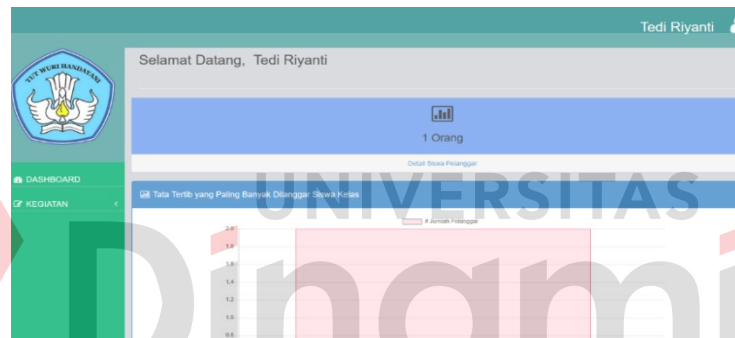 Tedi Riyanti
TUT WURI HANDAYANI
Selamat Datang, Tedi Riyanti
1 Orang
Detail Siswa Pelanggar
DASHBOARD
KEGIATAN
Tata Tertib yang Paling Banyak Dilanggar Siswa Kelas
# Jumlah Pelanggar
2.0
1.8
1.6
1.4
1.2
1.0
0.8
UNIVERSITAS
Dinami